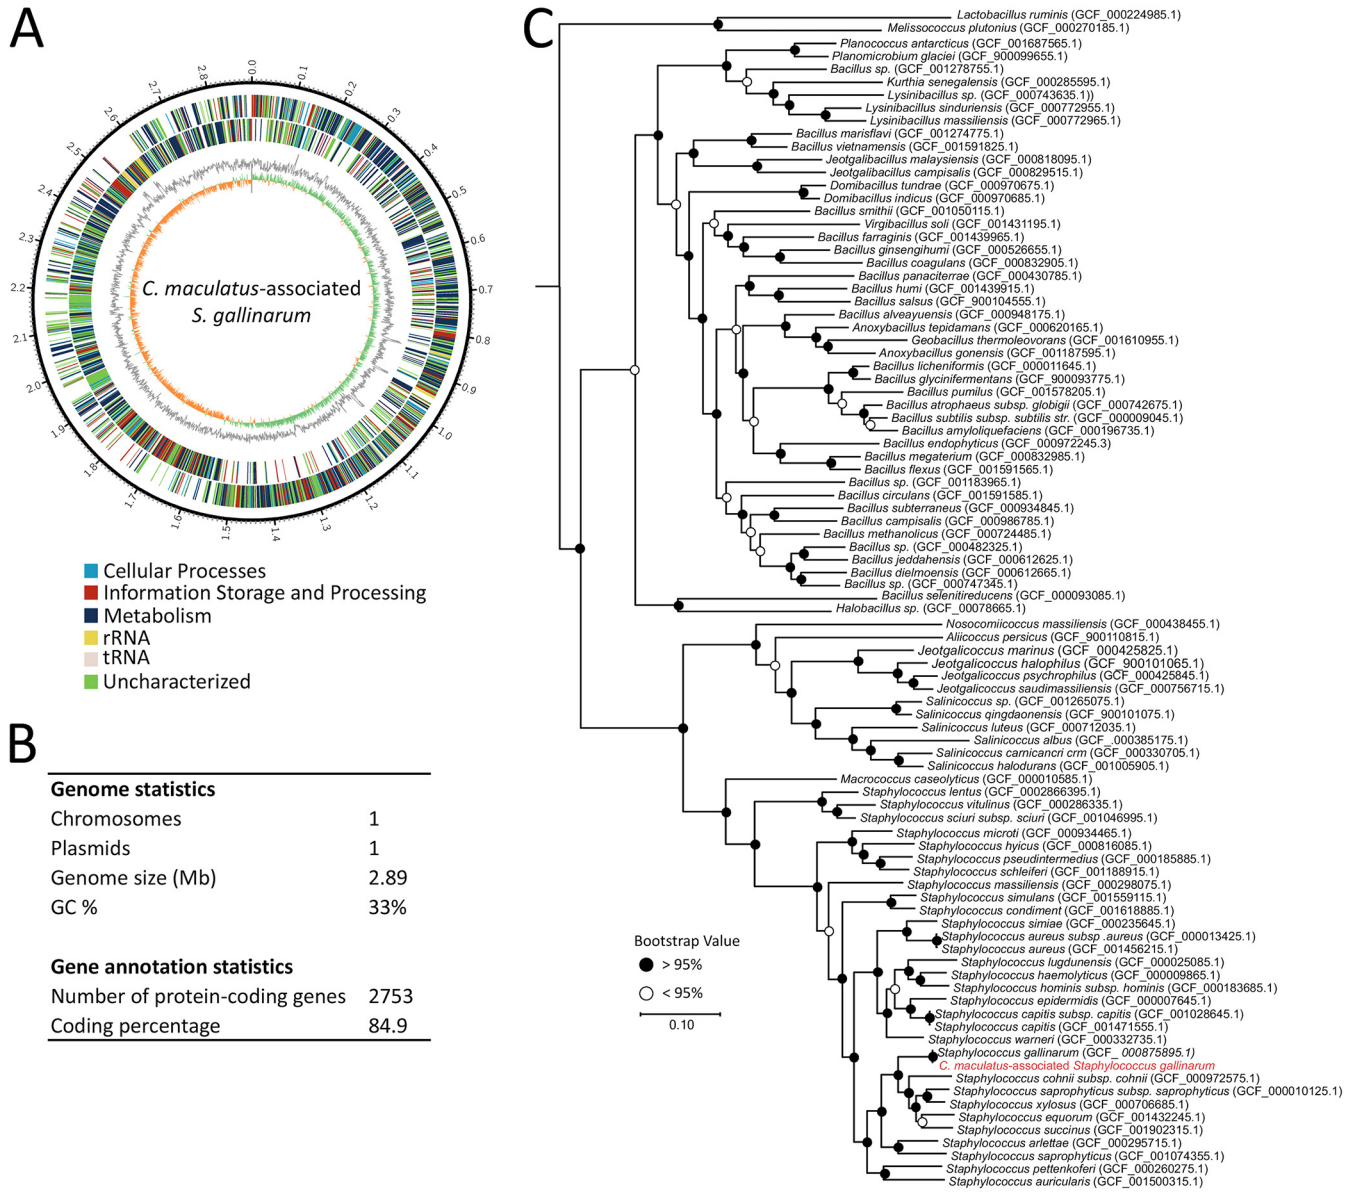 A
0.0
0.1
0.2
0.3
0.4
0.5
0.6
0.7
0.8
0.9
1.0
1.1
1.2
1.3
1.4
1.5
1.6
1.7
1.8
1.9
2.0
2.1
2.2
2.3
2.4
2.5
2.6
2.7
2.8
C. maculatus-associated
S. gallinarum
Cellular Processes
Information Storage and Processing
Metabolism
rRNA
tRNA
Uncharacterized
B
Genome statistics
Chromosomes 1
Plasmids 1
Genome size (Mb) 2.89
GC % 33%
Gene annotation statistics
Number of protein-coding genes 2753
Coding percentage 84.9
C
Lactobacillus ruminis (GCF_000224985.1)
Melissococcus plutonius (GCF_000270185.1)
Planococcus antarcticus (GCF_001687565.1)
Planomicrobium glaciei (GCF_900099655.1)
Bacillus sp. (GCF_001278755.1)
Kurthia senegalensis (GCF_000285595.1)
Lysinibacillus sp. (GCF_000743635.1))
Lysinibacillus sinduriensis (GCF_000772955.1)
Lysinibacillus massiliensis (GCF_000772965.1)
Bacillus marisflavi (GCF_001274775.1)
Bacillus vietnamensis (GCF_001591825.1)
Jeotgalibacillus malaysiensis (GCF_000818095.1)
Jeotgalibacillus campisalis (GCF_000829515.1)
Domibacillus tundrae (GCF_000970675.1)
Domibacillus indicus (GCF_000970685.1)
Bacillus smithii (GCF_001050115.1)
Virgibacillus soli (GCF_001431195.1)
Bacillus farraginis (GCF_001439965.1)
Bacillus ginsengihumi (GCF_000526655.1)
Bacillus coagulans (GCF_000832905.1)
Bacillus panaciterrae (GCF_000430785.1)
Bacillus humi (GCF_001439915.1)
Bacillus salsus (GCF_900104555.1)
Bacillus alveayuensis (GCF_000948175.1)
Anoxybacillus tepidamans (GCF_000620165.1)
Geobacillus thermoleovorans (GCF_001610955.1)
Anoxybacillus gonensis (GCF_001187595.1)
Bacillus licheniformis (GCF_000011645.1)
Bacillus glycinifermentans (GCF_900093775.1)
Bacillus pumilus (GCF_001578205.1)
Bacillus atrophaeus subsp. globigii (GCF_000742675.1)
Bacillus subtilis subsp. subtilis str. (GCF_000009045.1)
Bacillus amyloliquefaciens (GCF_000196735.1)
Bacillus endophyticus (GCF_000972245.3)
Bacillus megaterium (GCF_000832985.1)
Bacillus flexus (GCF_001591565.1)
Bacillus sp. (GCF_001183965.1)
Bacillus circulans (GCF_001591585.1)
Bacillus subterraneus (GCF_000934845.1)
Bacillus campisalis (GCF_000986785.1)
Bacillus methanolicus (GCF_000724485.1)
Bacillus sp. (GCF_000482325.1)
Bacillus jeddahensis (GCF_000612625.1)
Bacillus dielmoensis (GCF_000612665.1)
Bacillus sp. (GCF_000747345.1)
Bacillus selenitireducens (GCF_000093085.1)
Halobacillus sp. (GCF_00078665.1)
Nosocomiicoccus massiliensis (GCF_000438455.1)
Aliicoccus persicus (GCF_900110815.1)
Jeotgalicoccus marinus (GCF_000425825.1)
Jeotgalicoccus halophilus (GCF_900101065.1)
Jeotgalicoccus psychrophilus (GCF_000425845.1)
Jeotgalicoccus saudimassiliensis (GCF_000756715.1)
Salinicoccus sp. (GCF_001265075.1)
Salinicoccus qingdaonensis (GCF_900101075.1)
Salinicoccus luteus (GCF_000712035.1)
Salinicoccus albus (GCF_.000385175.1)
Salinicoccus carnicancri crm (GCF_000330705.1)
Salinicoccus halodurans (GCF_001005905.1)
Macrococcus caseolyticus (GCF_000010585.1)
Staphylococcus lentus (GCF_0002866395.1)
Staphylococcus vitulinus (GCF_000286335.1)
Staphylococcus sciuri subsp. sciuri (GCF_001046995.1)
Staphylococcus microti (GCF_000934465.1)
Staphylococcus hyicus (GCF_000816085.1)
Staphylococcus pseudintermedius (GCF_000185885.1)
Staphylococcus schleiferi (GCF_001188915.1)
Staphylococcus massiliensis (GCF_000298075.1)
Staphylococcus simulans (GCF_001559115.1)
Staphylococcus condiment (GCF_001618885.1)
Staphylococcus simiae (GCF_000235645.1)
Staphylococcus aureus subsp .aureus (GCF_000013425.1)
Staphylococcus aureus (GCF_001456215.1)
Staphylococcus lugdunensis (GCF_000025085.1)
Staphylococcus haemolyticus (GCF_000009865.1)
Staphylococcus hominis subsp. hominis (GCF_000183685.1)
Staphylococcus epidermidis (GCF_000007645.1)
Staphylococcus capitis subsp. capitis (GCF_001028645.1)
Staphylococcus capitis (GCF_001471555.1)
Staphylococcus warneri (GCF_000332735.1)
Staphylococcus gallinarum (GCF_ 000875895.1)
C. maculatus-associated Staphylococcus gallinarum
Staphylococcus cohnii subsp. cohnii (GCF_000972575.1)
Staphylococcus saprophyticus subsp. saprophyticus (GCF_000010125.1)
Staphylococcus xylosus (GCF_000706685.1)
Staphylococcus equorum (GCF_001432245.1)
Staphylococcus succinus (GCF_001902315.1)
Staphylococcus arlettae (GCF_000295715.1)
Staphylococcus saprophyticus (GCF_001074355.1)
Staphylococcus pettenkoferi (GCF_000260275.1)
Staphylococcus auricularis (GCF_001500315.1)
Bootstrap Value
> 95%
< 95%
0.10